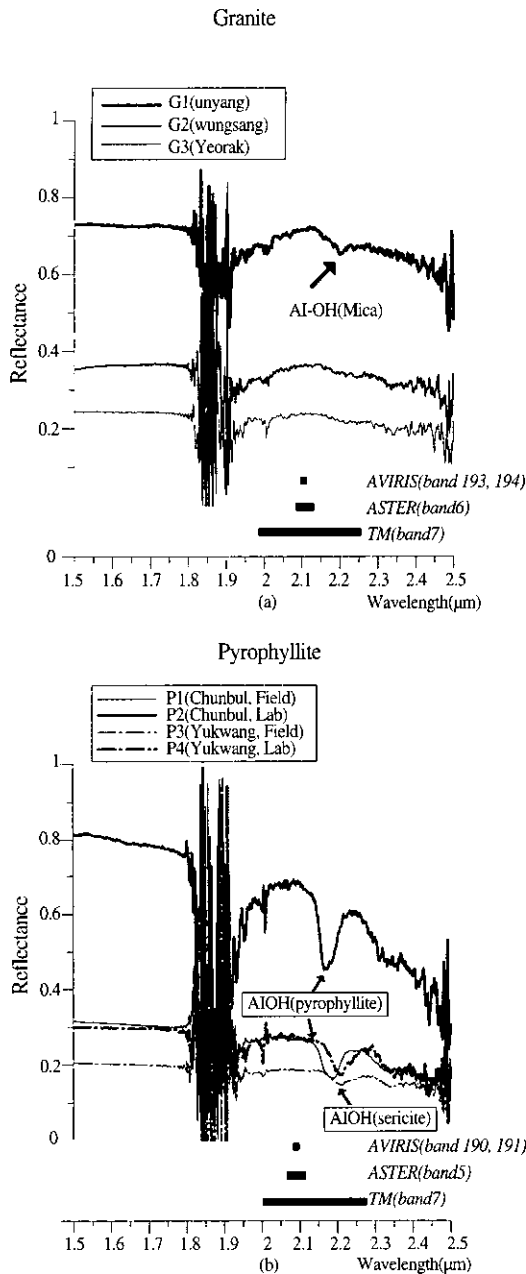 Granite
G1(unyang)
G2(wungsang)
G3(Yeorak)
1
0.8
0.6
0.4
0.2
0
Reflectance
AI-OH(Mica)
AVIRIS(band 193, 194)
ASTER(band6)
TM(band7)
1.5 1.6 1.7 1.8 1.9 2 2.1 2.2 2.3 2.4 2.5
(a) Wavelength(μm)
Pyrophyllite
P1(Chunbul, Field)
P2(Chunbul, Lab)
P3(Yukwang, Field)
P4(Yukwang, Lab)
1
0.8
0.6
0.4
0.2
0
Reflectance
AIOH(pyrophyllite)
AIOH(sericite)
AVIRIS(band 190, 191)
ASTER(band5)
TM(band7)
1.5 1.6 1.7 1.8 1.9 2 2.1 2.2 2.3 2.4 2.5
(b) Wavelength(μm)